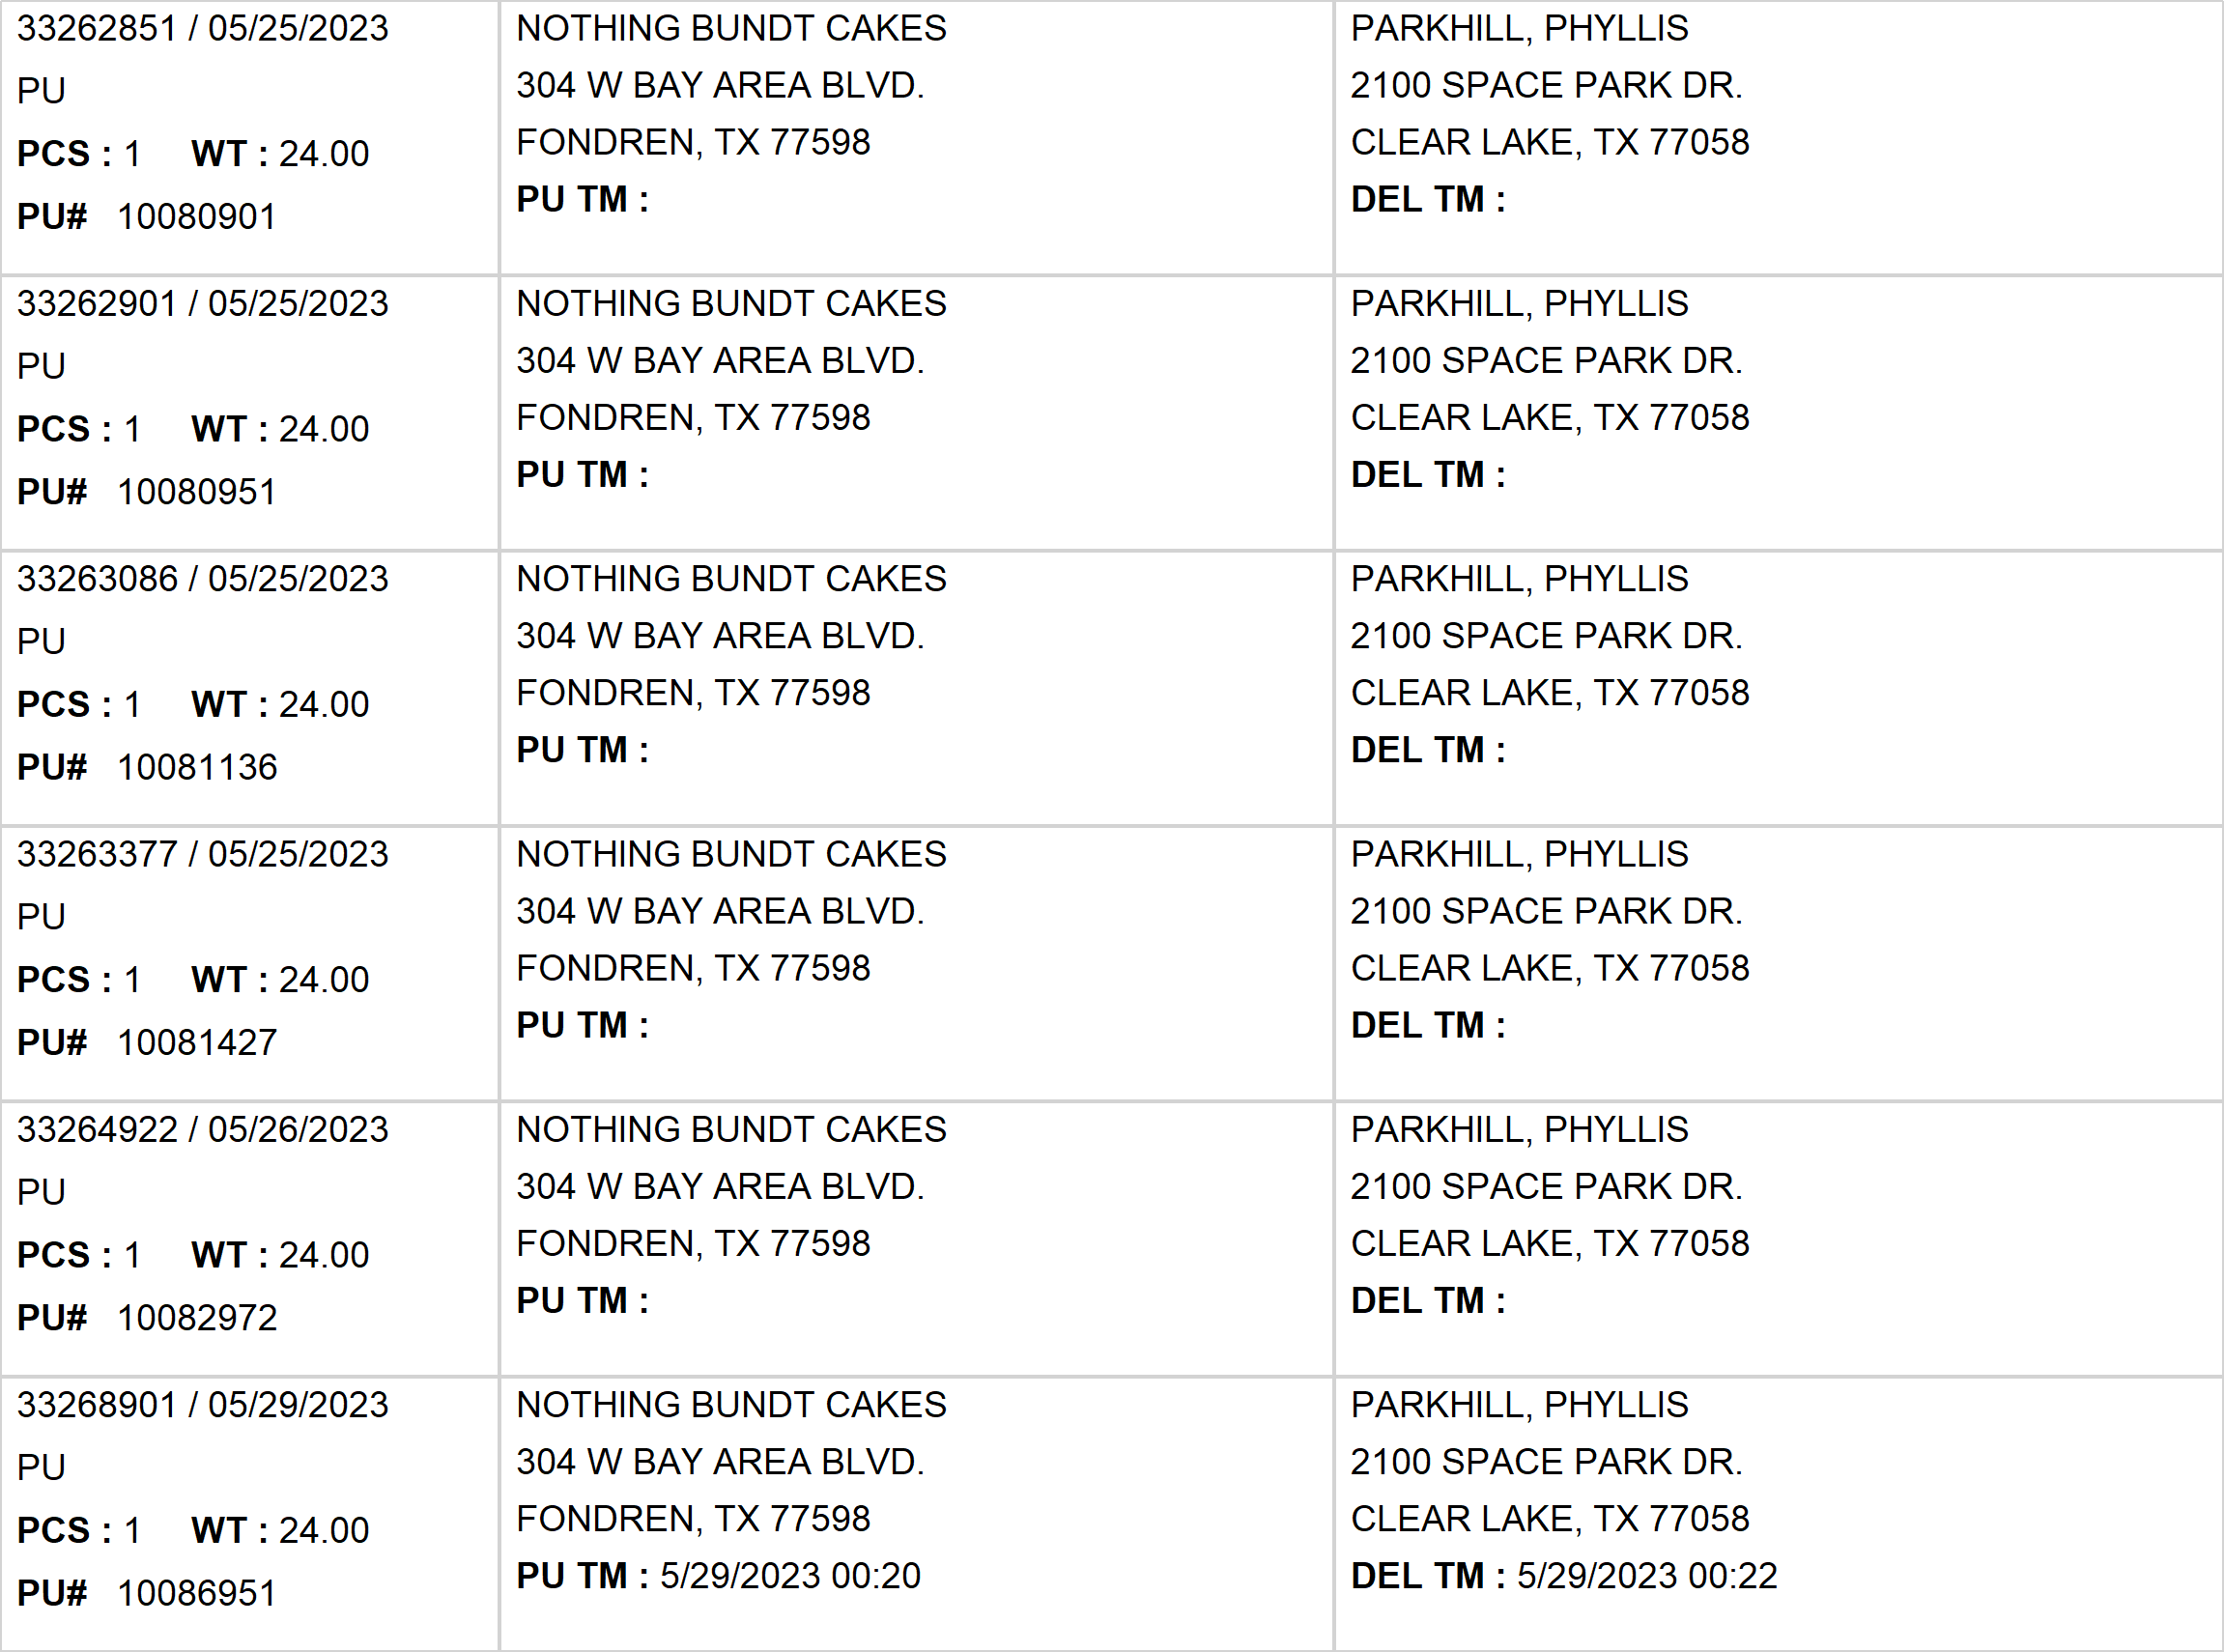 33262851 / 05/25/2023
PU
PCS : 1 WT : 24.00
PU# 10080901
NOTHING BUNDT CAKES
304 W BAY AREA BLVD.
FONDREN, TX 77598
PU TM :
PARKHILL, PHYLLIS
2100 SPACE PARK DR.
CLEAR LAKE, TX 77058
DEL TM :
33262901 / 05/25/2023
PU
PCS : 1 WT : 24.00
PU# 10080951
NOTHING BUNDT CAKES
304 W BAY AREA BLVD.
FONDREN, TX 77598
PU TM :
PARKHILL, PHYLLIS
2100 SPACE PARK DR.
CLEAR LAKE, TX 77058
DEL TM :
33263086 / 05/25/2023
PU
PCS : 1 WT : 24.00
PU# 10081136
NOTHING BUNDT CAKES
304 W BAY AREA BLVD.
FONDREN, TX 77598
PU TM :
PARKHILL, PHYLLIS
2100 SPACE PARK DR.
CLEAR LAKE, TX 77058
DEL TM :
33263377 / 05/25/2023
PU
PCS : 1 WT : 24.00
PU# 10081427
NOTHING BUNDT CAKES
304 W BAY AREA BLVD.
FONDREN, TX 77598
PU TM :
PARKHILL, PHYLLIS
2100 SPACE PARK DR.
CLEAR LAKE, TX 77058
DEL TM :
33264922 / 05/26/2023
PU
PCS : 1 WT : 24.00
PU# 10082972
NOTHING BUNDT CAKES
304 W BAY AREA BLVD.
FONDREN, TX 77598
PU TM :
PARKHILL, PHYLLIS
2100 SPACE PARK DR.
CLEAR LAKE, TX 77058
DEL TM :
33268901 / 05/29/2023
PU
PCS : 1 WT : 24.00
PU# 10086951
NOTHING BUNDT CAKES
304 W BAY AREA BLVD.
FONDREN, TX 77598
PU TM : 5/29/2023 00:20
PARKHILL, PHYLLIS
2100 SPACE PARK DR.
CLEAR LAKE, TX 77058
DEL TM : 5/29/2023 00:22